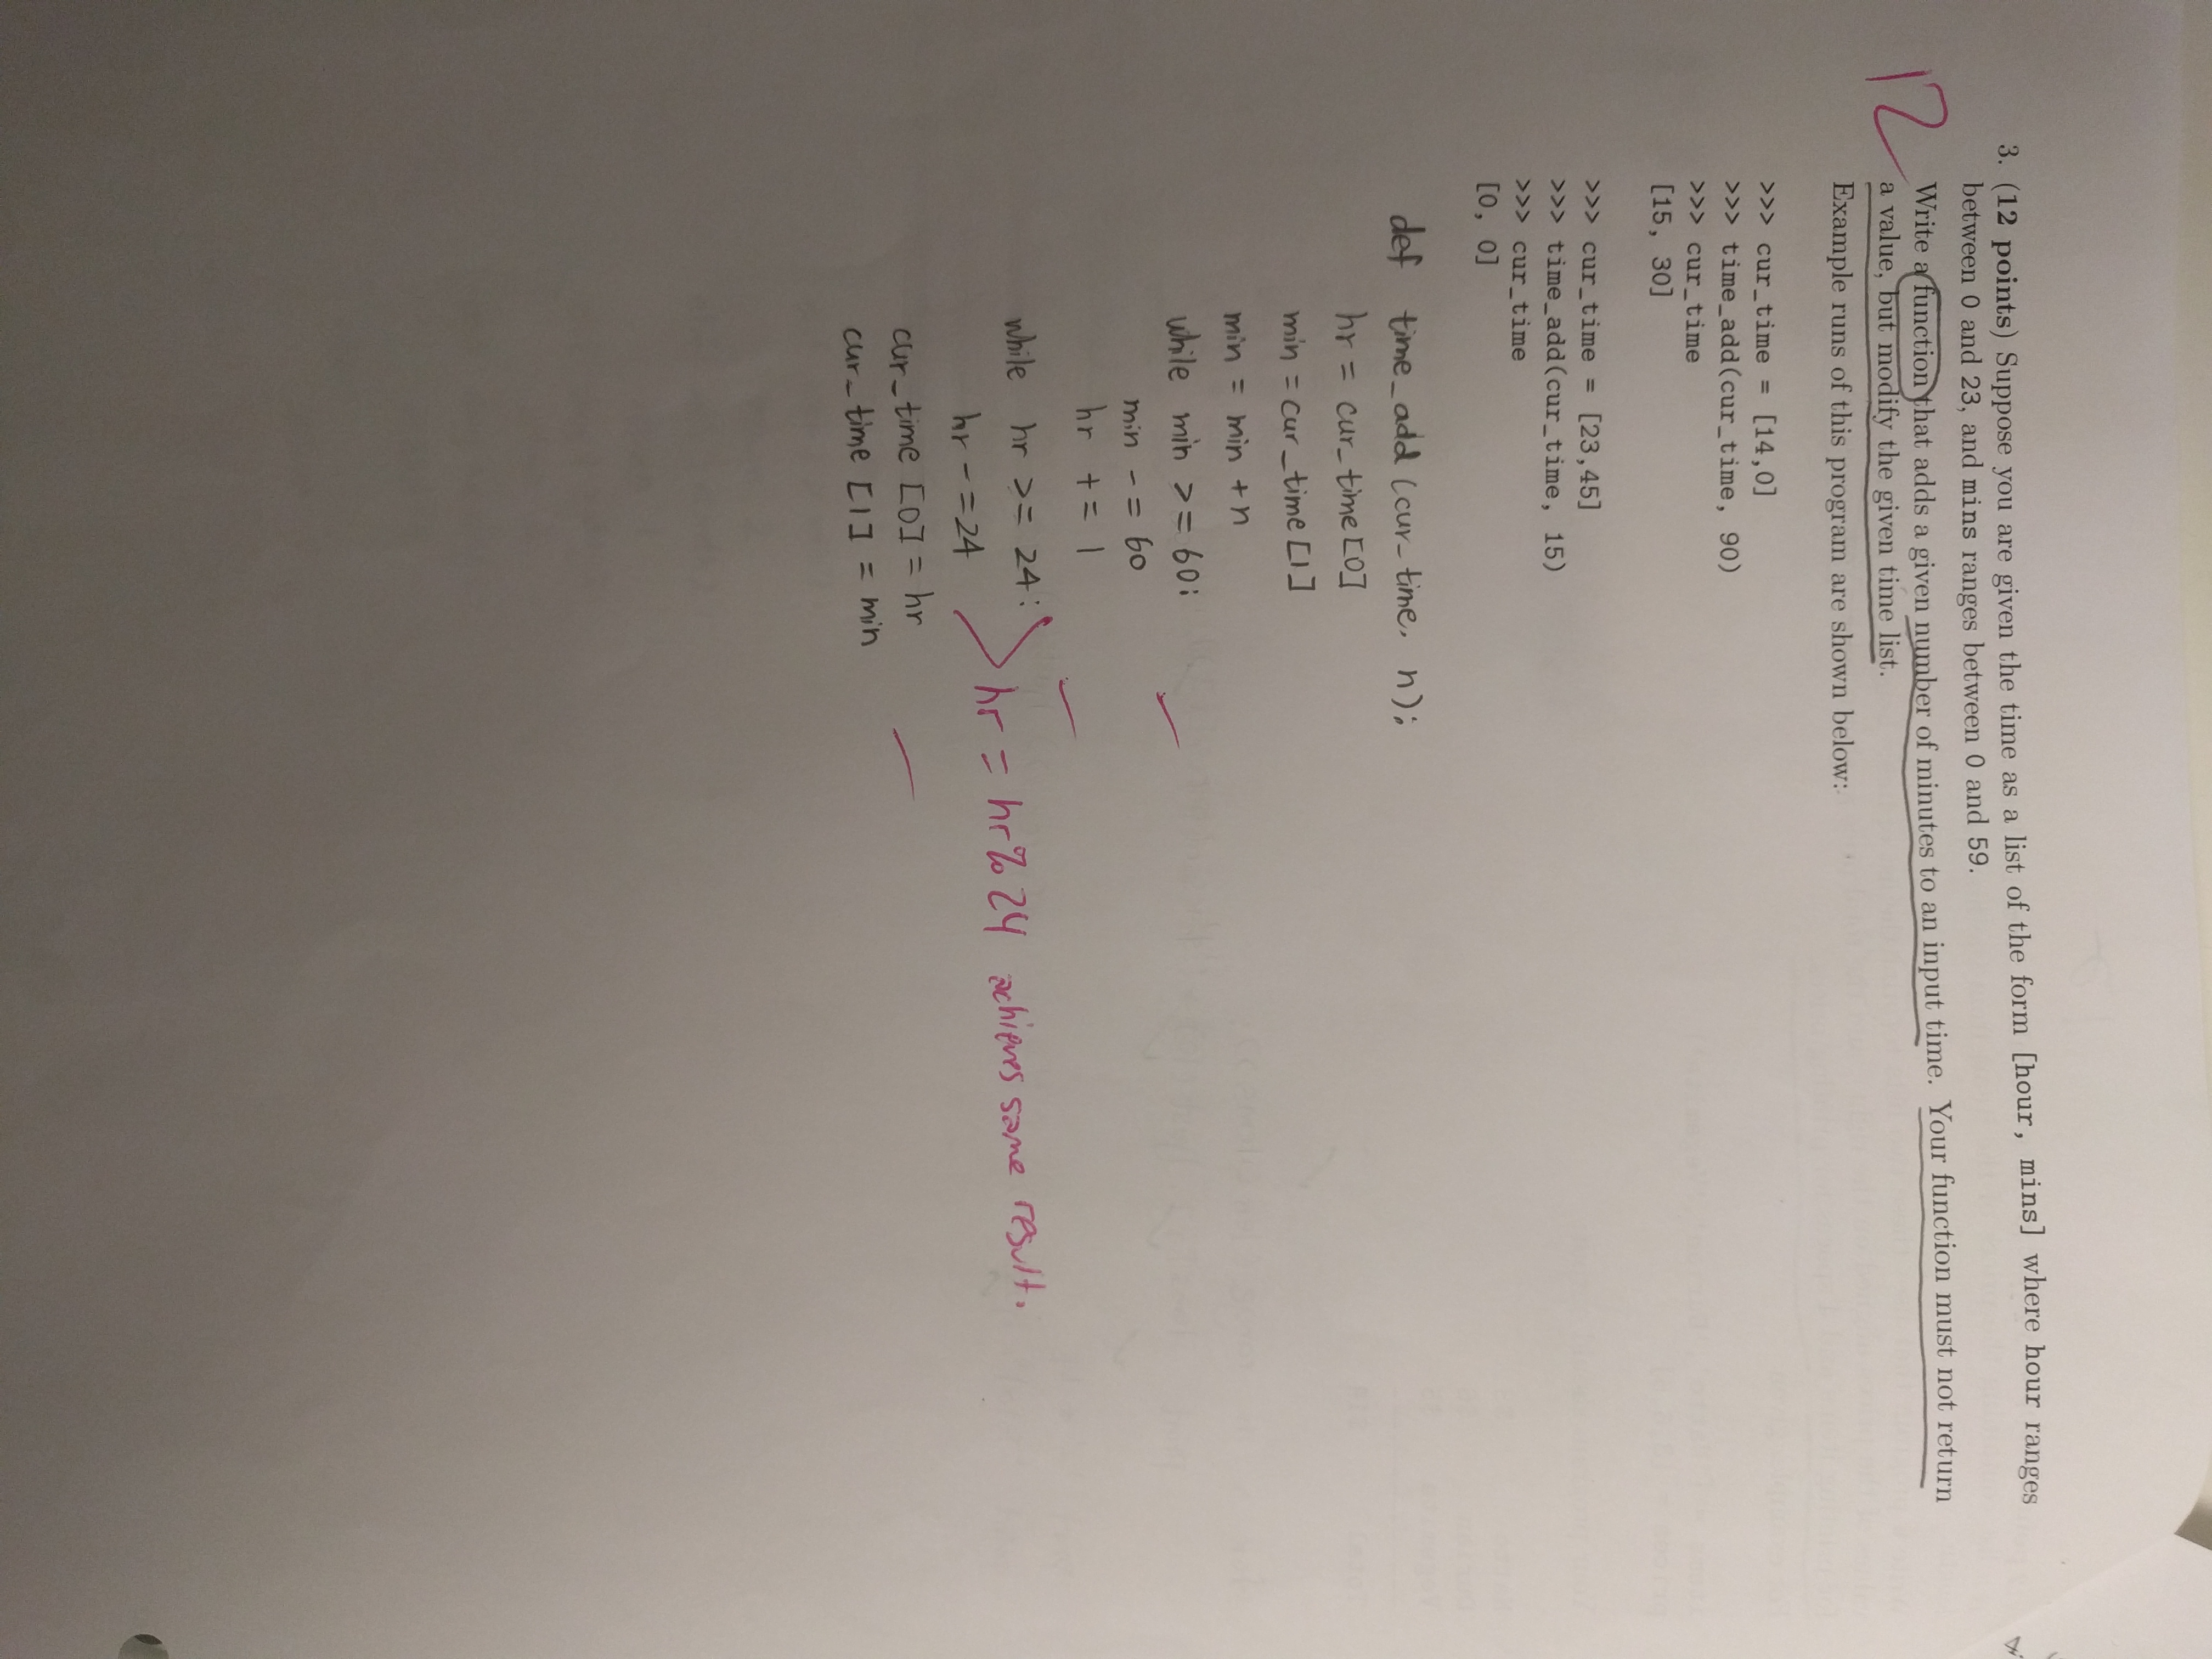 12
3. (12 points) Suppose you are given the time as a list of the form [hour, mins] where hour ranges
between 0 and 23, and mins ranges between 0 and 59.
Write a function that adds a given number of minutes to an input time. Your function must not return
a value, but modify the given time list.
Example runs of this program are shown below:
>>> cur_time = [14,0]
>>> time_add(cur_time, 90)
>>> cur_time
[15, 30]
>>> cur_time = [23,45]
>>> time_add(cur_time, 15)
>>> cur_time
[0, 0]
def time_add (cur_time, n):
hr = cur_time[0]
min = cur_time[1]
min = min +n
while min >= 60:
min -= 60
hr += 1
while hr >= 24:
hr -=24
hr = hr%24 achieves same result.
cur_time [0] = hr
cur_time [1] = min